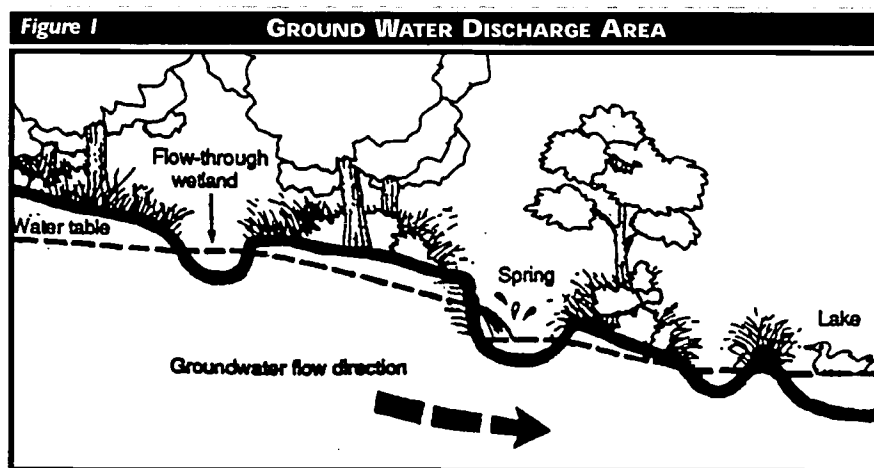 Figure 1
GROUND WATER DISCHARGE AREA
Flow-through
wetland
Water table
Spring
Lake
Groundwater flow direction